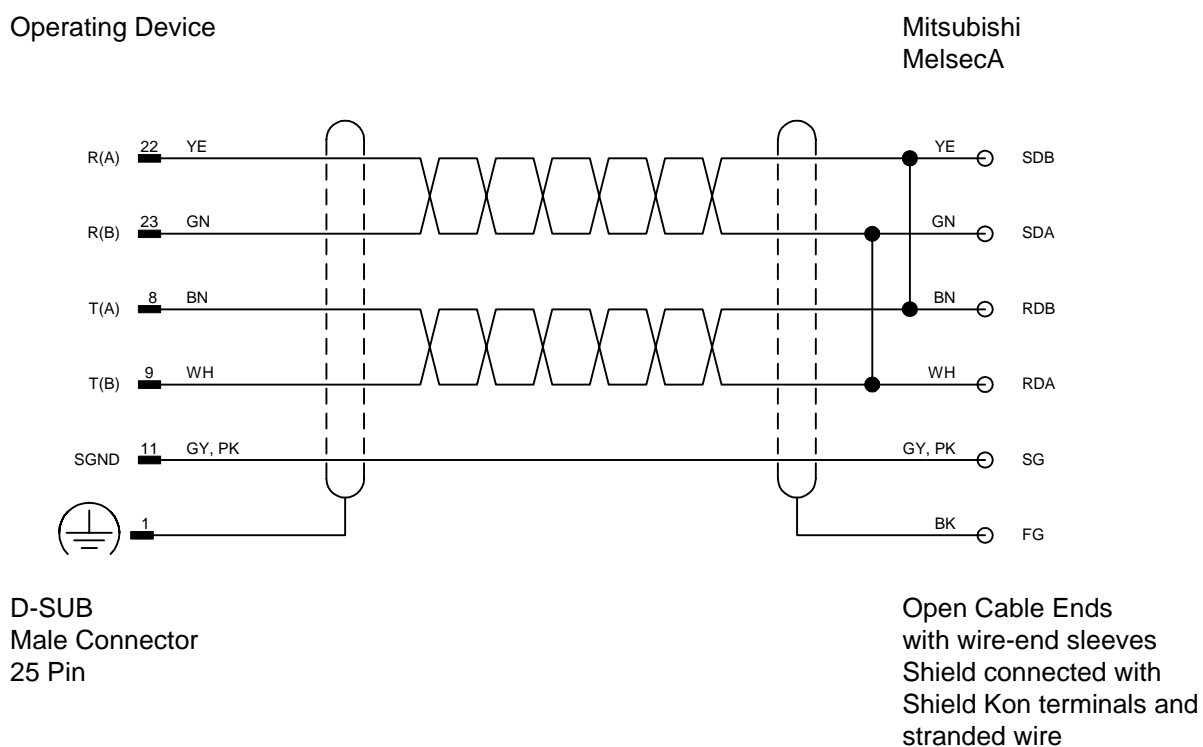 Operating Device
Mitsubishi
MelsecA
R(A) 22 YE YE SDB
R(B) 23 GN GN SDA
T(A) 8 BN BN RDB
T(B) 9 WH WH RDA
SGND 11 GY, PK GY, PK SG
1 BK FG
D-SUB
Male Connector
25 Pin
Open Cable Ends
with wire-end sleeves
Shield connected with
Shield Kon terminals and
stranded wire